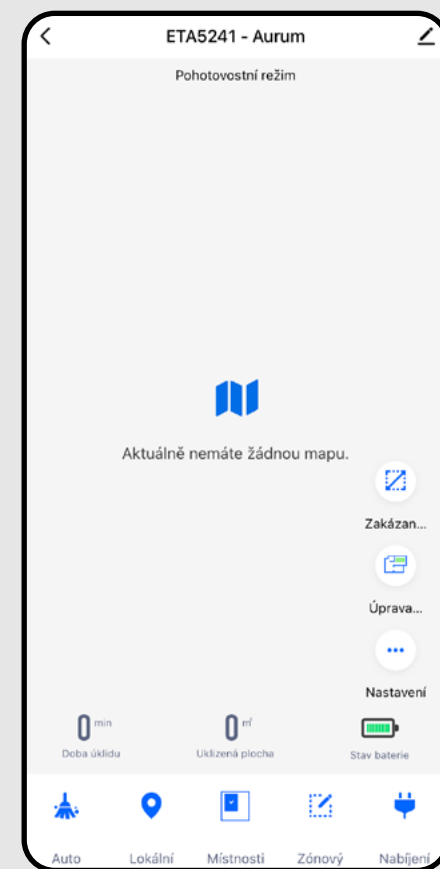 ETA5241 - Aurum
Pohotovostní režim
Aktuálně nemáte žádnou mapu.
Zakázan...
Úprava...
Nastavení
0 min
0 ㎡
Doba úklidu
Uklizená plocha
Stav baterie
Auto
Lokální
Místnosti
Zónový
Nabíjení